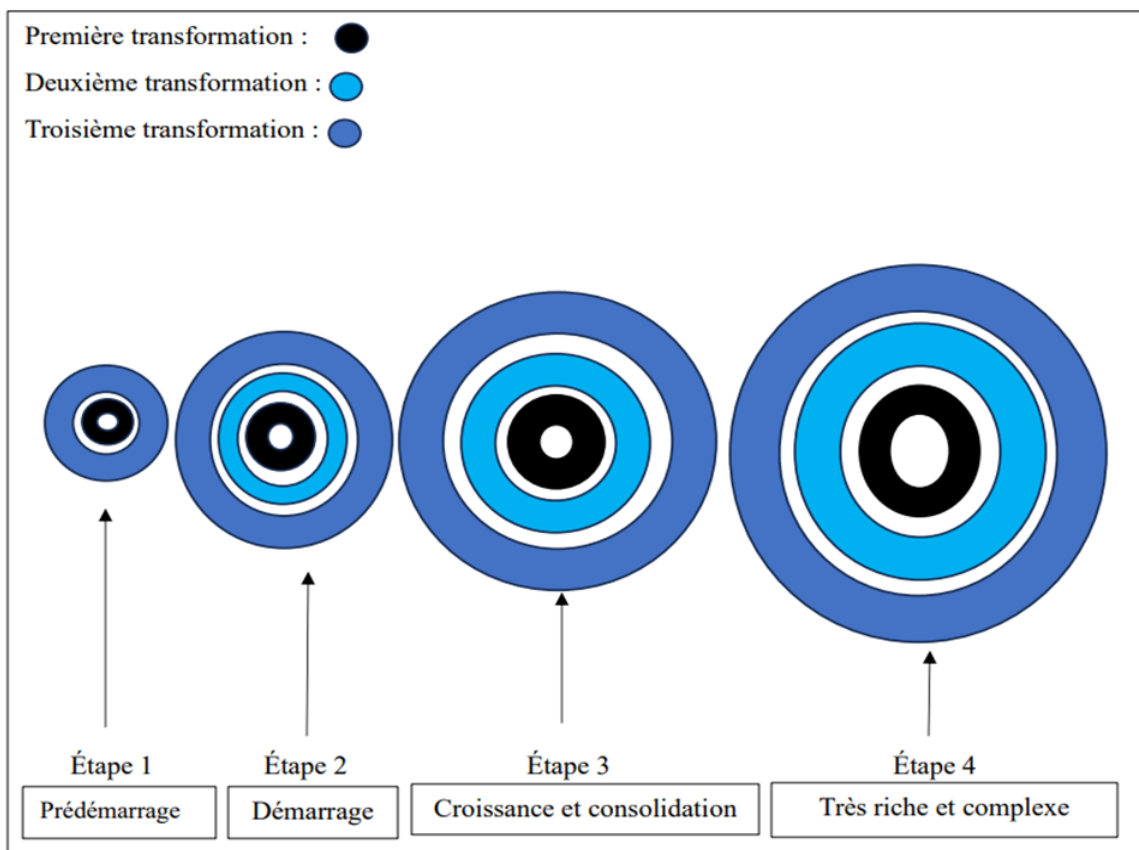 Première transformation :
Deuxième transformation :
Troisième transformation :
Étape 1
Étape 2
Étape 3
Étape 4
Prédémarrage
Démarrage
Croissance et consolidation
Très riche et complexe